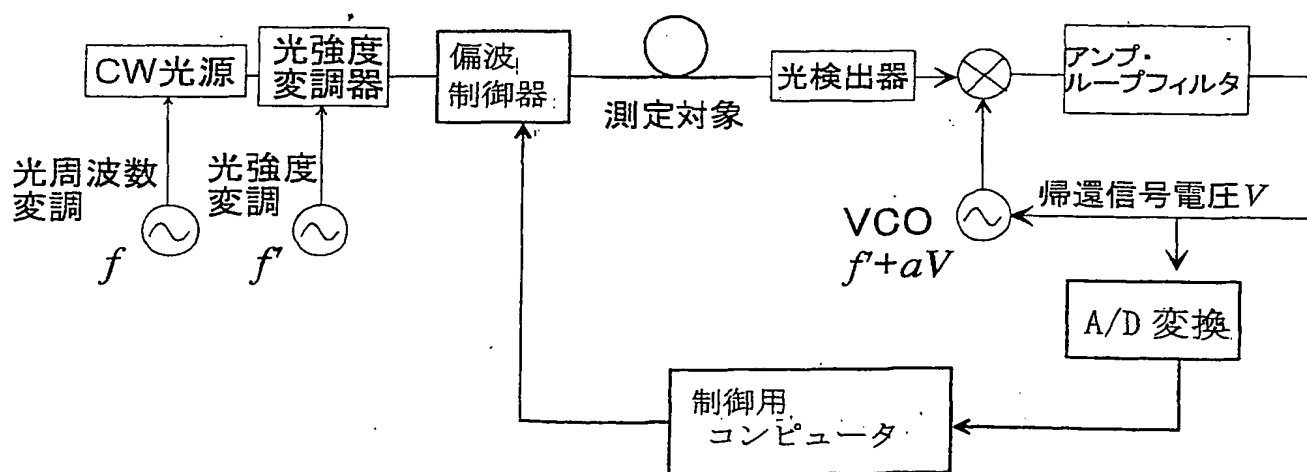 CW光源
光強度
変調器
偏波
制御器
測定対象
光検出器
アンプ・
ループフィルタ
光周波数
変調
f
光強度
変調
f'
VCO
f'+aV
帰還信号電圧V
A/D 変換
制御用
コンピュータ